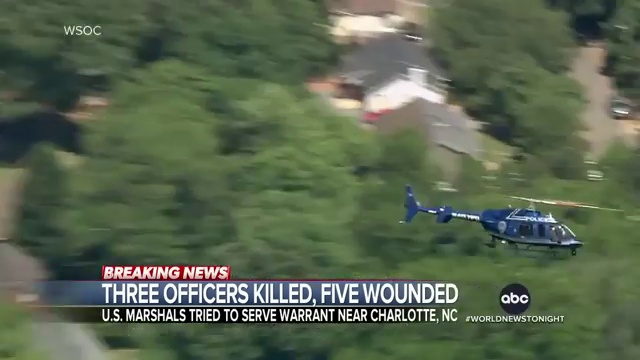 WSOC
POLICE
BREAKING NEWS
THREE OFFICERS KILLED, FIVE WOUNDED
U.S. MARSHALS TRIED TO SERVE WARRANT NEAR CHARLOTTE, NC
abc
#WORLDNEWSTONIGHT